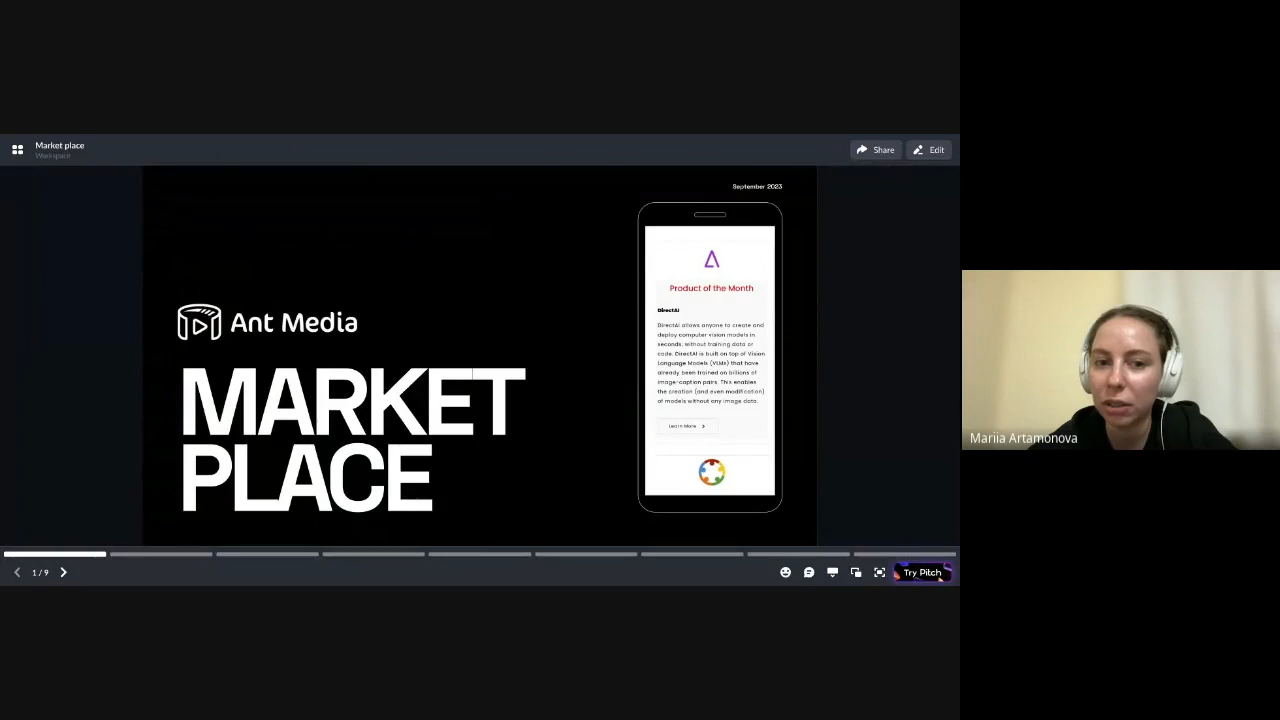 Market place
Workspace
Share
Edit
September 2023
Product of the Month
DirectAI
DirectAI allows anyone to create and
deploy computer vision models in
seconds, without training data or
code. DirectAI is built on top of Vision
Language Models (VLMs) that have
already been trained on billions of
image-caption pairs. This enables
the creation (and even modification)
of models without any image data.
Learn More
Ant Media
MARKET
PLACE
Mariia Artamonova
1 / 9
Try Pitch